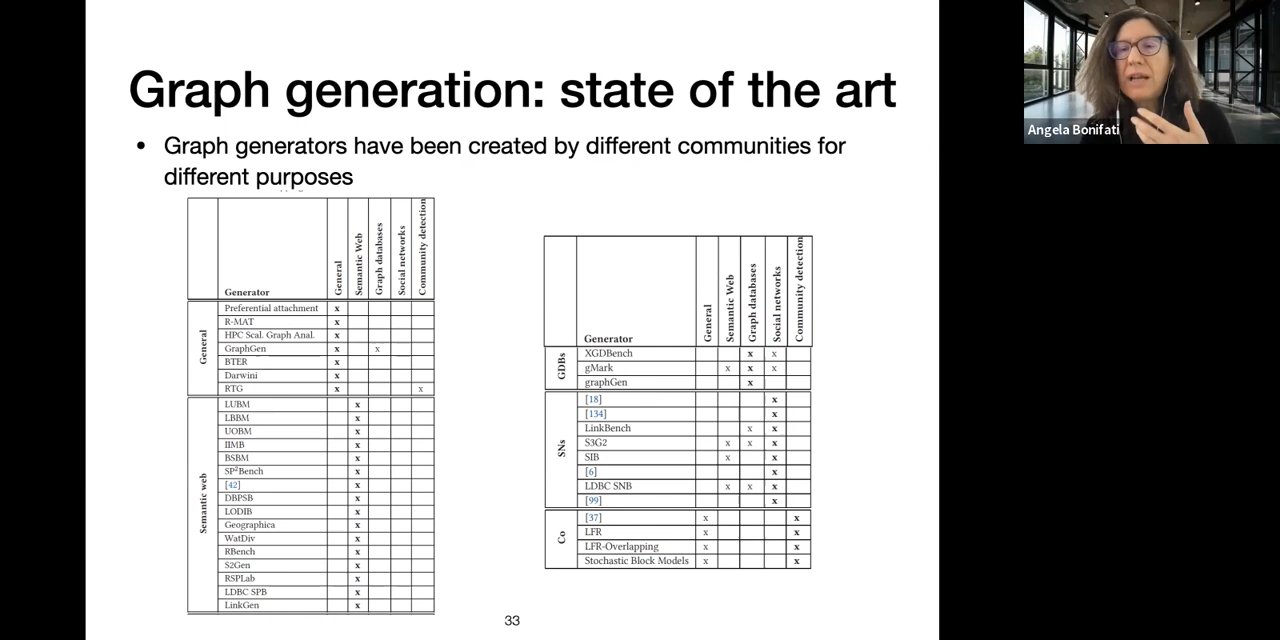 Graph generation: state of the art
• Graph generators have been created by different communities for
different purposes
Generator General Semantic Web Graph databases Social networks Community detection
General
Preferential attachment x
R-MAT x
HPC Scal. Graph Anal. x
GraphGen x x
BTER x
Darwini x
RTG x x
Semantic web
LUBM x
LBBM x
UOBM x
IIMB x
BSBM x
SP²Bench x
[42] x
DBPSB x
LODIB x
Geographica x
WatDiv x
RBench x
S2Gen x
RSPLab x
LDBC SPB x
LinkGen x
Generator General Semantic Web Graph databases Social networks Community detection
GDBs
XGDBench x x
gMark x x x
graphGen x
SNs
[18] x
[134] x
LinkBench x x
S3G2 x x x
SIB x x
[6] x
LDBC SNB x x x
[99] x
Co
[37] x x
LFR x x
LFR-Overlapping x x
Stochastic Block Models x x
33
Angela Bonifati